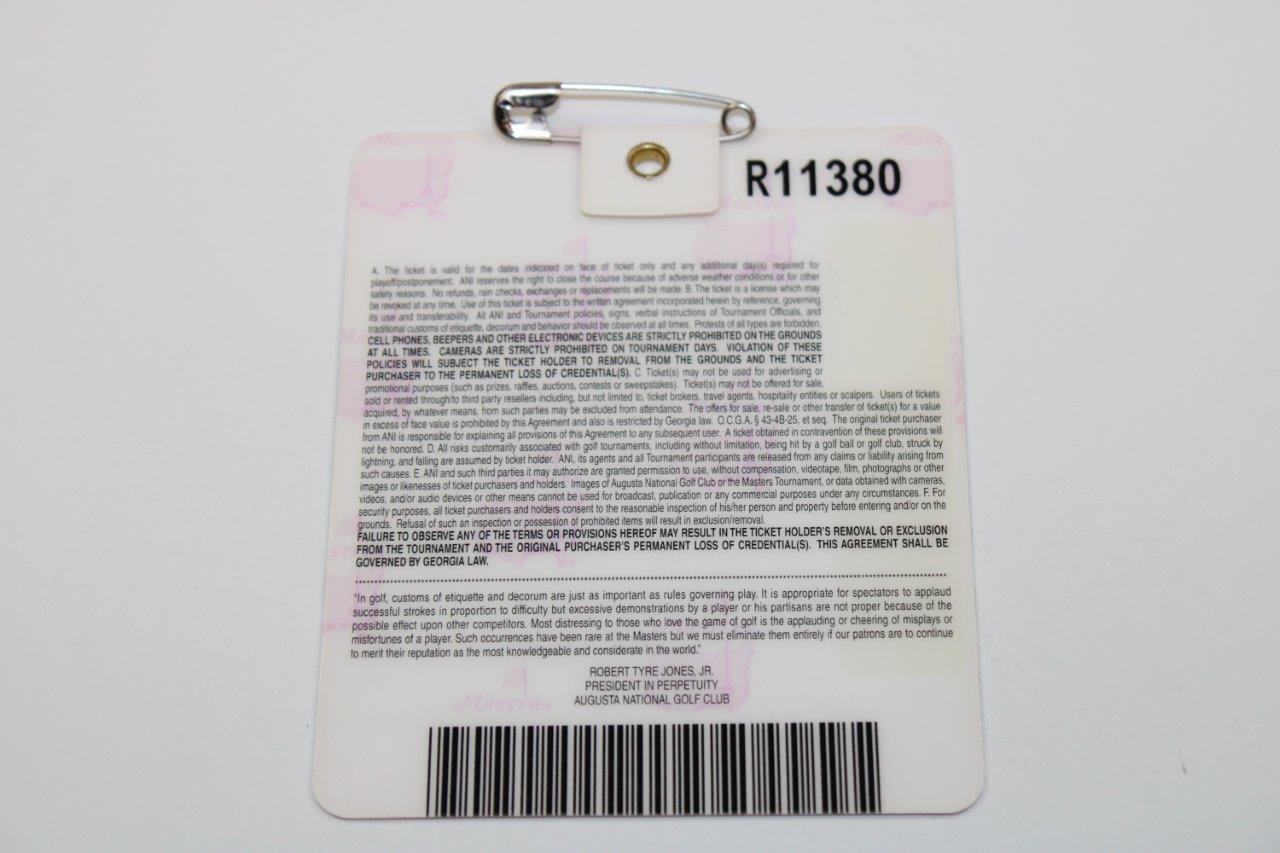 MASTERS
MASTERS
R11380
MASTERS
A. The ticket is valid for the dates indicated on face of ticket only and any additional day(s) required for
playoff/postponement. ANI reserves the right to close the course because of adverse weather conditions or for other
safety reasons. No refunds, rain checks, exchanges or replacements will be made. B. The ticket is a license which may
be revoked at any time. Use of this ticket is subject to the written agreement incorporated herein by reference, governing
its use and transferability. All ANI and Tournament policies, signs, verbal instructions of Tournament Officials, and
traditional customs of etiquette, decorum and behavior should be observed at all times. Protests of all types are forbidden.
CELL PHONES, BEEPERS AND OTHER ELECTRONIC DEVICES ARE STRICTLY PROHIBITED ON THE GROUNDS
AT ALL TIMES. CAMERAS ARE STRICTLY PROHIBITED ON TOURNAMENT DAYS. VIOLATION OF THESE
POLICIES WILL SUBJECT THE TICKET HOLDER TO REMOVAL FROM THE GROUNDS AND THE TICKET
PURCHASER TO THE PERMANENT LOSS OF CREDENTIAL(S). C. Ticket(s) may not be used for advertising or
promotional purposes (such as prizes, raffles, auctions, contests or sweepstakes). Ticket(s) may not be offered for sale,
sold or rented through/to third party resellers including, but not limited to, ticket brokers, travel agents, hospitality entities or scalpers. Users of tickets
acquired, by whatever means, from such parties may be excluded from attendance. The offers for sale, re-sale or other transfer of ticket(s) for a value
in excess of face value is prohibited by this Agreement and also is restricted by Georgia law. O.C.G.A. § 43-4B-25, et seq. The original ticket purchaser
from ANI is responsible for explaining all provisions of this Agreement to any subsequent user. A ticket obtained in contravention of these provisions will
not be honored. D. All risks customarily associated with golf tournaments, including without limitation, being hit by a golf ball or golf club, struck by
lightning, and falling are assumed by ticket holder. ANI, its agents and all Tournament participants are released from any claims or liability arising from
such causes. E. ANI and such third parties it may authorize are granted permission to use, without compensation, videotape, film, photographs or other
images or likenesses of ticket purchasers and holders. Images of Augusta National Golf Club or the Masters Tournament, or data obtained with cameras,
videos, and/or audio devices or other means cannot be used for broadcast, publication or any commercial purposes under any circumstances. F. For
security purposes, all ticket purchasers and holders consent to the reasonable inspection of his/her person and property before entering and/or on the
grounds. Refusal of such an inspection or possession of prohibited items will result in exclusion/removal.
FAILURE TO OBSERVE ANY OF THE TERMS OR PROVISIONS HEREOF MAY RESULT IN THE TICKET HOLDER'S REMOVAL OR EXCLUSION
FROM THE TOURNAMENT AND THE ORIGINAL PURCHASER'S PERMANENT LOSS OF CREDENTIAL(S). THIS AGREEMENT SHALL BE
GOVERNED BY GEORGIA LAW.
"In golf, customs of etiquette and decorum are just as important as rules governing play. It is appropriate for spectators to applaud
successful strokes in proportion to difficulty but excessive demonstrations by a player or his partisans are not proper because of the
possible effect upon other competitors. Most distressing to those who love the game of golf is the applauding or cheering of misplays or
misfortunes of a player. Such occurrences have been rare at the Masters but we must eliminate them entirely if our patrons are to continue
to merit their reputation as the most knowledgeable and considerate in the world."
ROBERT TYRE JONES, JR.
PRESIDENT IN PERPETUITY
AUGUSTA NATIONAL GOLF CLUB
MASTERS